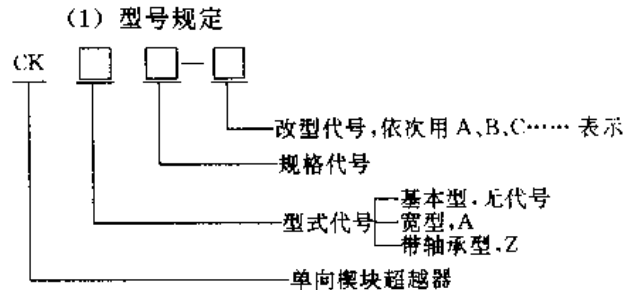 （1）型号规定
CK □ □—□
改型代号，依次用 A、B、C…… 表示
规格代号
基本型．无代号
型式代号 宽型，A
带轴承型．Z
单向楔块超越器